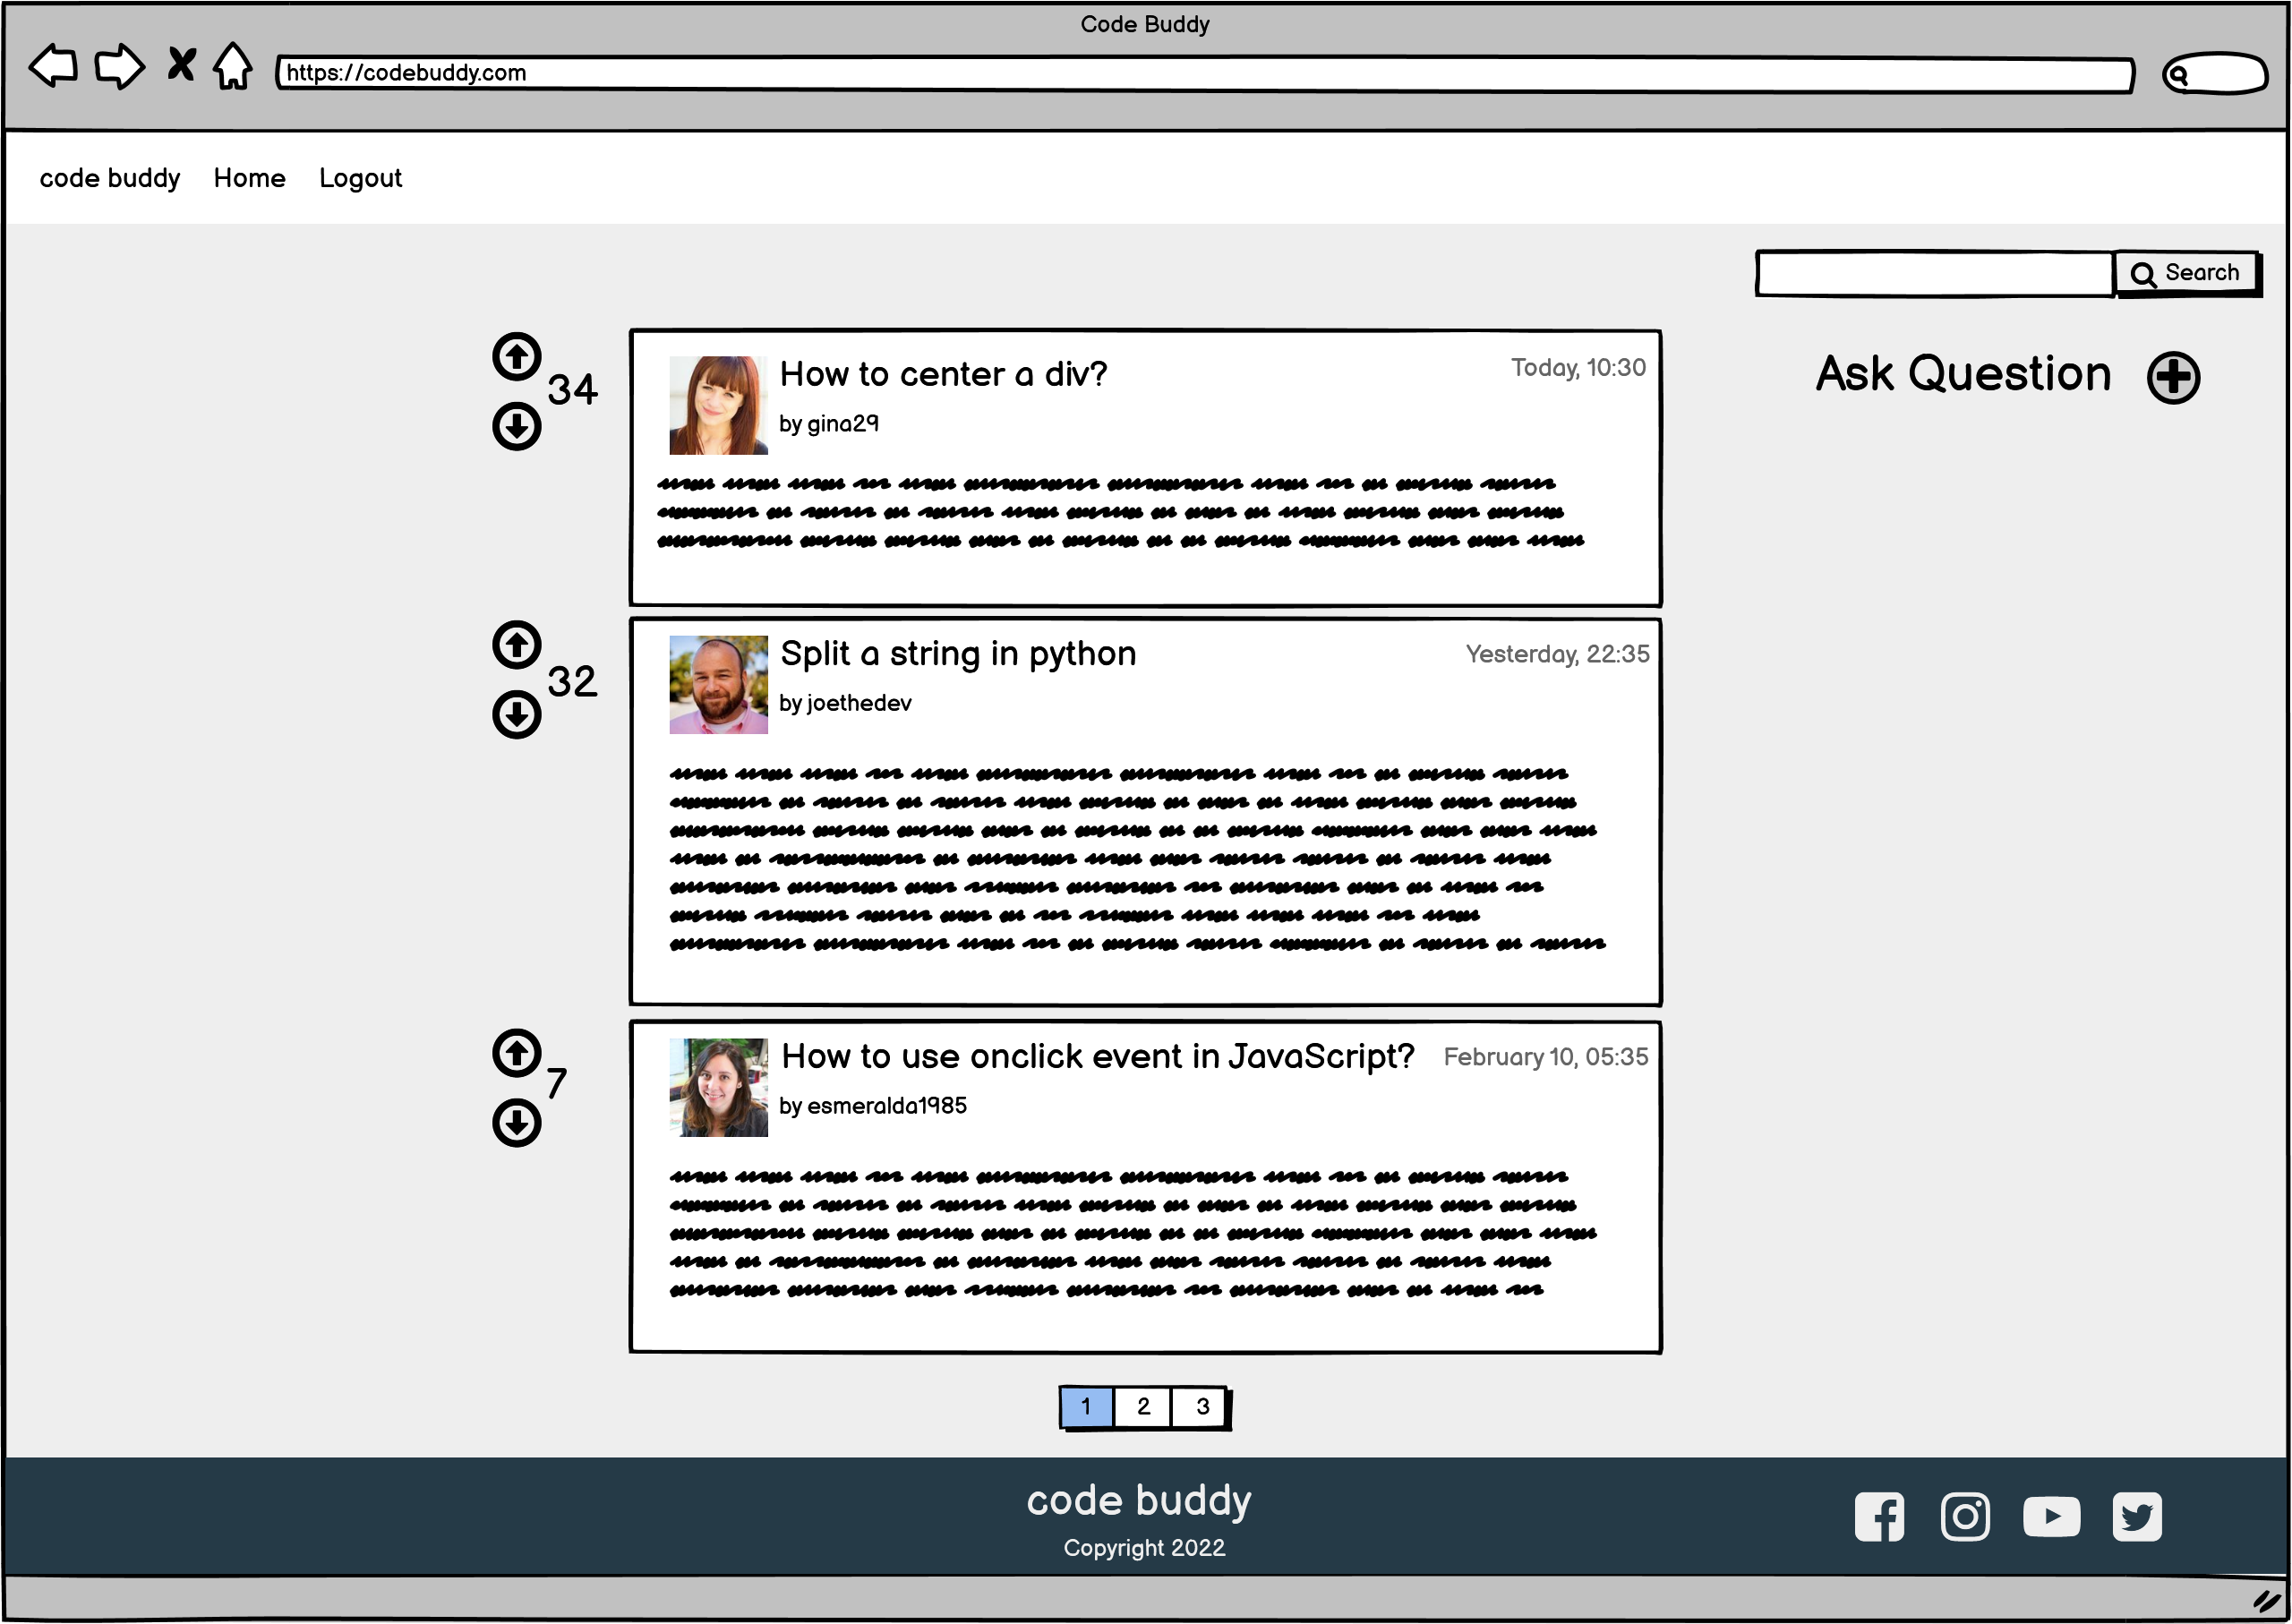 Code Buddy
https://codebuddy.com
code buddy Home Logout
Search
34
How to center a div?
Today, 10:30
by gina29
Ask Question
32
Split a string in python
Yesterday, 22:35
by joethedev
7
How to use onclick event in JavaScript?
February 10, 05:35
by esmeralda1985
1 2 3
code buddy
Copyright 2022